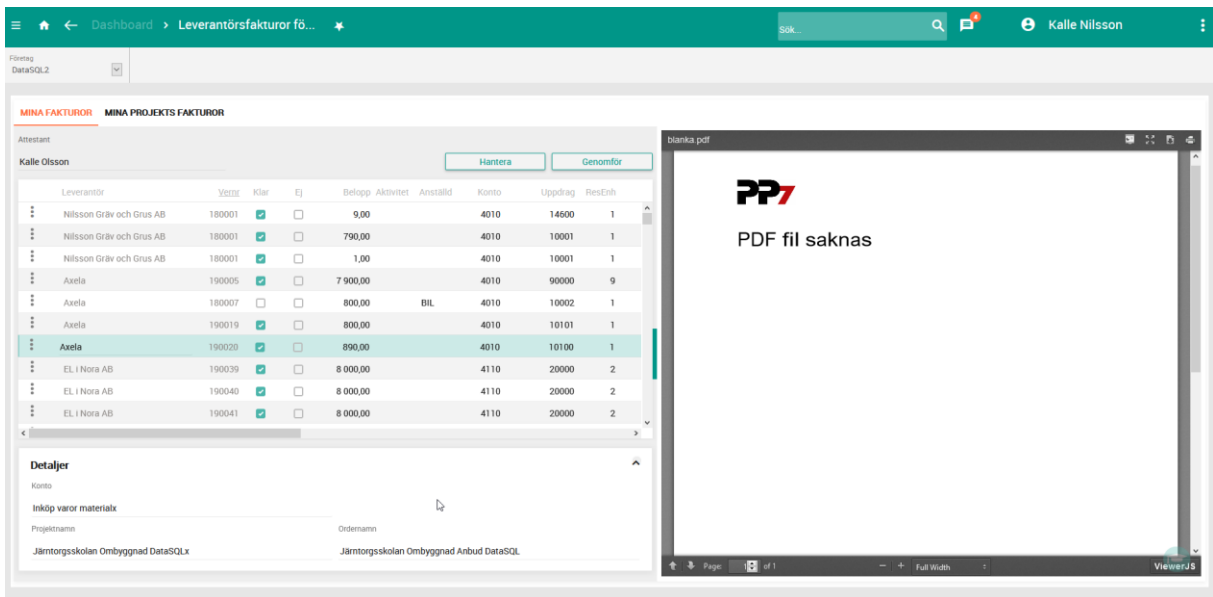 Dashboard > Leverantörsfakturor fö... Sök... 4 Kalle Nilsson
Företag
DataSQL2
MINA FAKTUROR MINA PROJEKTS FAKTUROR
Attestant
Kalle Olsson Hantera Genomför
Leverantör Vernr Klar Ej Belopp Aktivitet Anställd Konto Uppdrag ResEnh
Nilsson Gräv och Grus AB 180001 9,00 4010 14600 1
Nilsson Gräv och Grus AB 180001 790,00 4010 10001 1
Nilsson Gräv och Grus AB 180001 1,00 4010 10001 1
Axela 190005 7 900,00 4010 90000 9
Axela 180007 800,00 BIL 4010 10002 1
Axela 190019 800,00 4010 10101 1
Axela 190020 890,00 4010 10100 1
EL i Nora AB 190039 8 000,00 4110 20000 2
EL i Nora AB 190040 8 000,00 4110 20000 2
EL i Nora AB 190041 8 000,00 4110 20000 2
Detaljer
Konto
Inköp varor materialx
Projektnamn Ordernamn
Järntorgsskolan Ombyggnad DataSQLx Järntorgsskolan Ombyggnad Anbud DataSQL
blanka.pdf
PP7
PDF fil saknas
Page: 1 of 1 Full Width ViewerJS